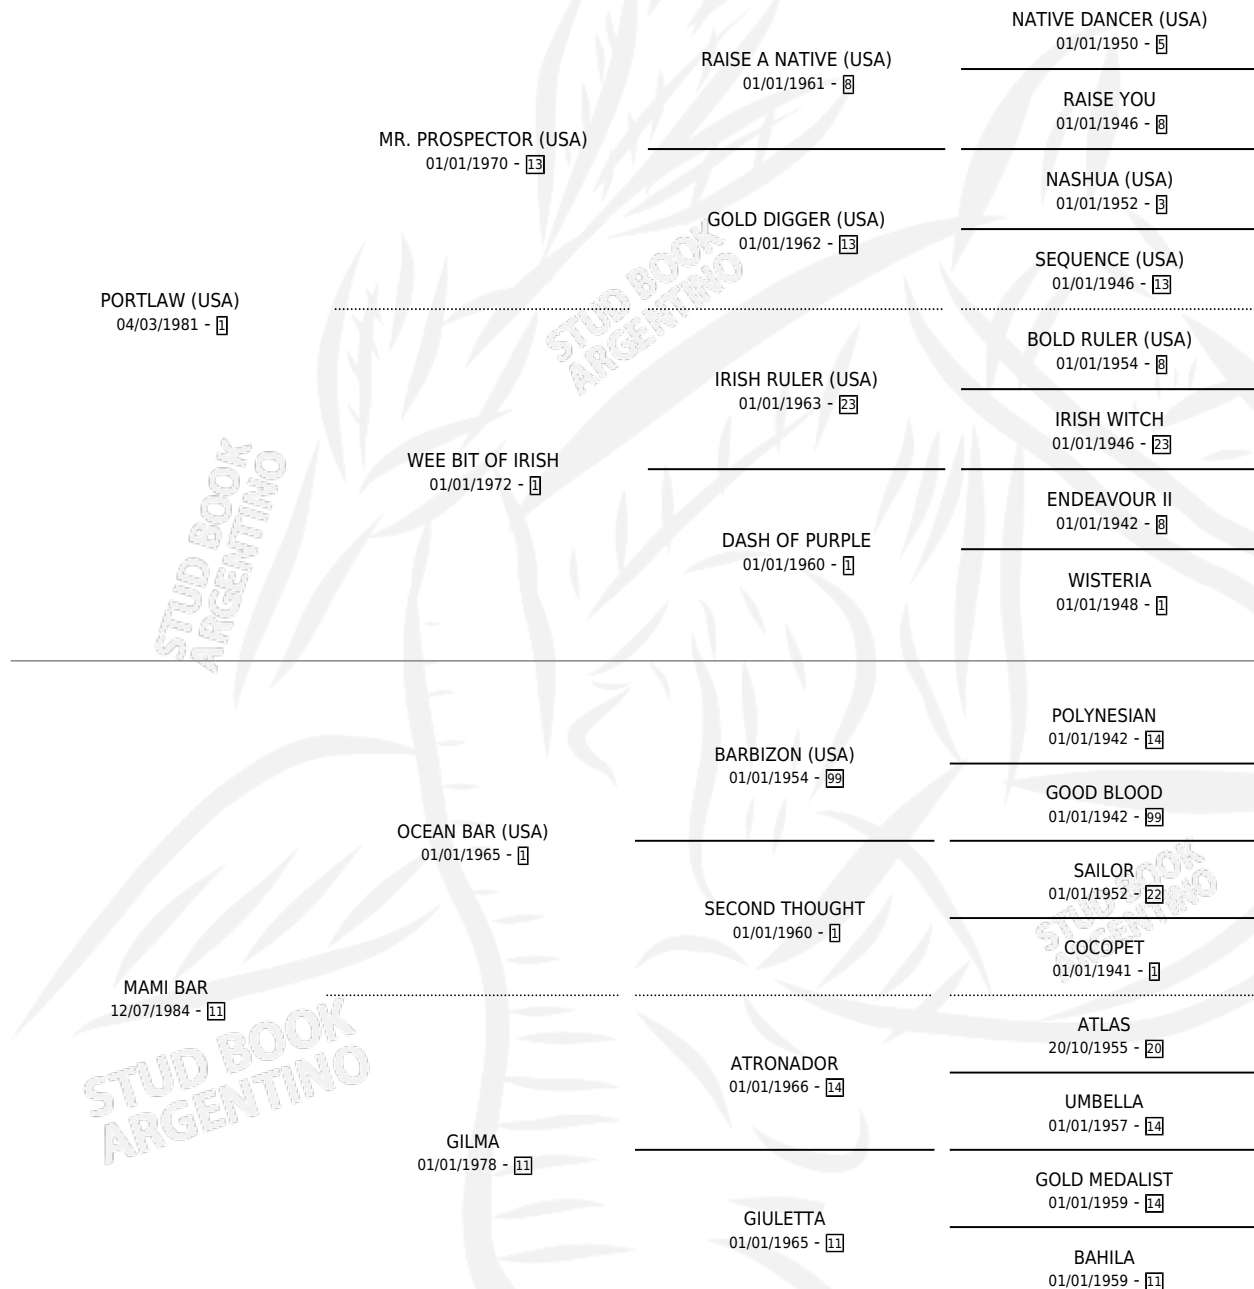 NATIVE DANCER (USA)
01/01/1950 - 5
RAISE A NATIVE (USA)
01/01/1961 - 8
RAISE YOU
01/01/1946 - 8
MR. PROSPECTOR (USA)
01/01/1970 - 13
NASHUA (USA)
01/01/1952 - 3
GOLD DIGGER (USA)
01/01/1962 - 13
SEQUENCE (USA)
01/01/1946 - 13
PORTLAW (USA)
04/03/1981 - 1
BOLD RULER (USA)
01/01/1954 - 8
IRISH RULER (USA)
01/01/1963 - 23
IRISH WITCH
01/01/1946 - 23
WEE BIT OF IRISH
01/01/1972 - 1
ENDEAVOUR II
01/01/1942 - 8
DASH OF PURPLE
01/01/1960 - 1
WISTERIA
01/01/1948 - 1
POLYNESIAN
01/01/1942 - 14
BARBIZON (USA)
01/01/1954 - 99
GOOD BLOOD
01/01/1942 - 99
OCEAN BAR (USA)
01/01/1965 - 1
SAILOR
01/01/1952 - 22
SECOND THOUGHT
01/01/1960 - 1
COCOPET
01/01/1941 - 1
MAMI BAR
12/07/1984 - 11
ATLAS
20/10/1955 - 20
ATRONADOR
01/01/1966 - 14
UMBELLA
01/01/1957 - 14
GILMA
01/01/1978 - 11
GOLD MEDALIST
01/01/1959 - 14
GIULETTA
01/01/1965 - 11
BAHILA
01/01/1959 - 11
STUD BOOK
ARGENTINO
STUD BOOK
ARGENTINO
STUD BOOK
ARGENTINO
STUD BOOK
ARGENTINO